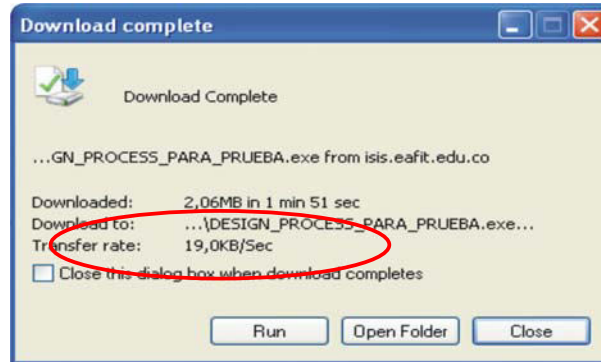 Download complete
Download Complete
...GN_PROCESS_PARA_PRUEBA.exe from isis.eafit.edu.co
Downloaded: 2,06MB in 1 min 51 sec
Download to: ...\DESIGN_PROCESS_PARA_PRUEBA.exe...
Transfer rate: 19,0KB/Sec
Close this dialog box when download completes
Run Open Folder Close